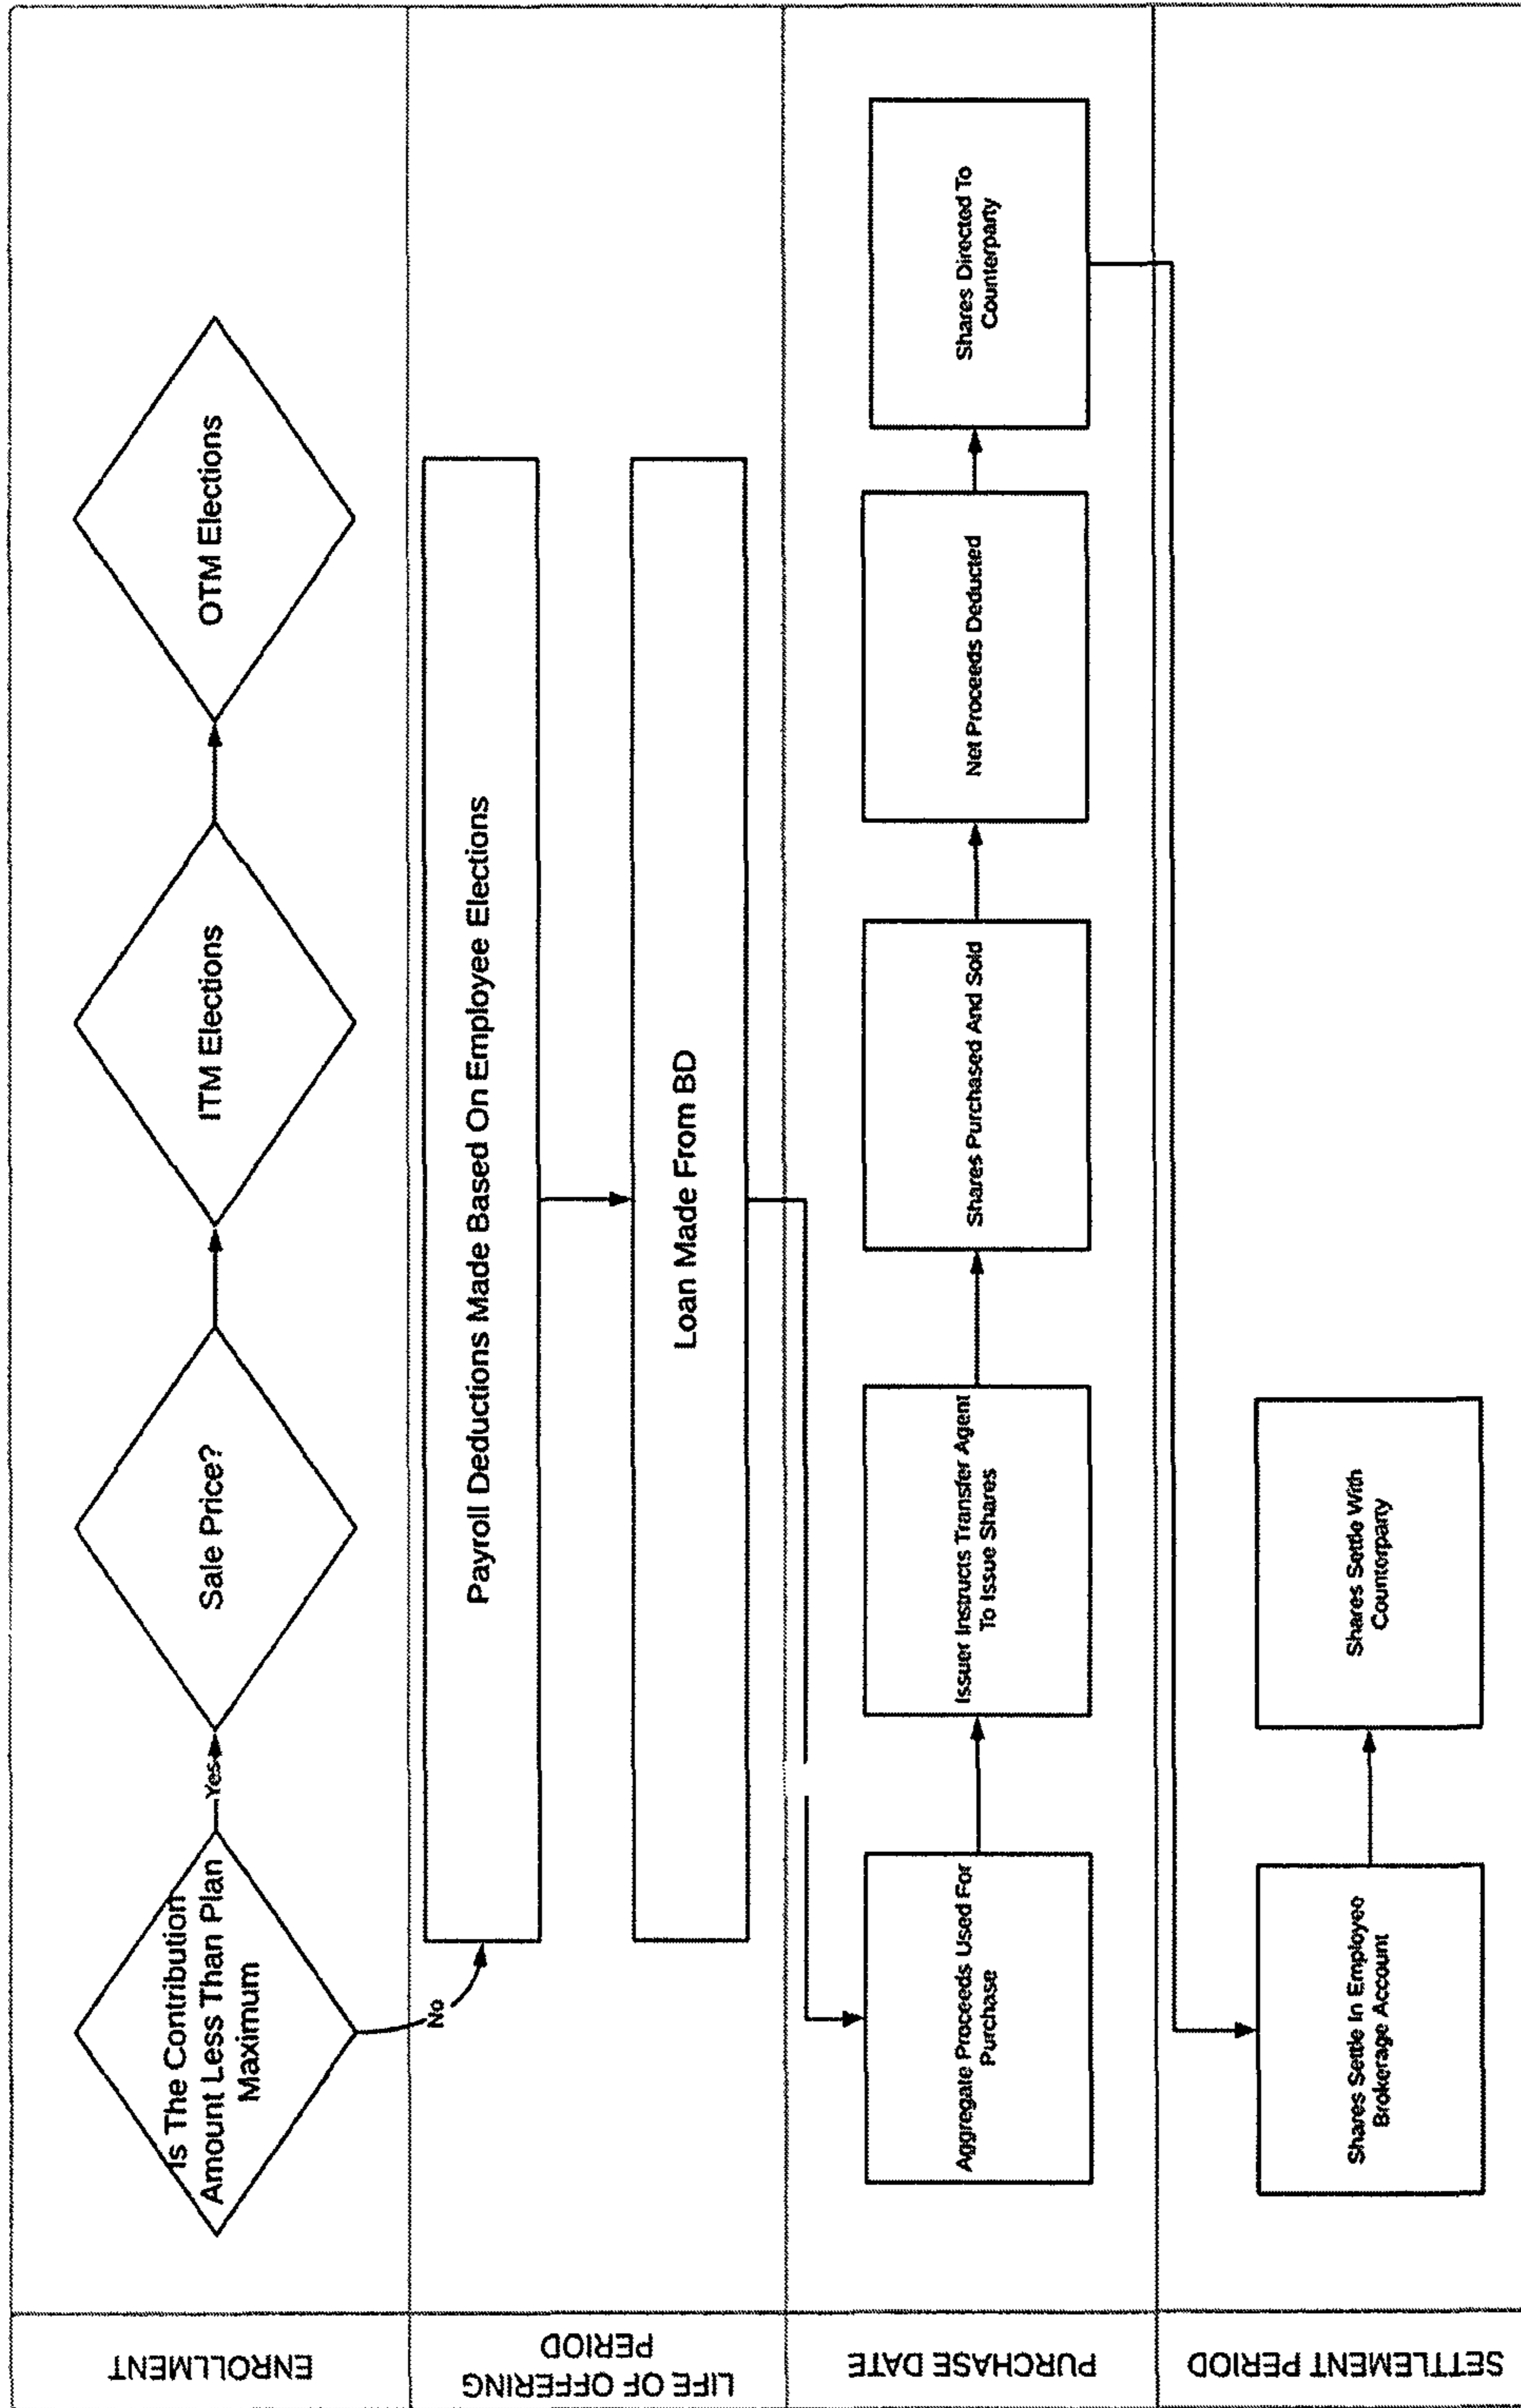 ENROLLMENT
Is The Contribution
Amount Less Than Plan
Maximum
Yes
No
Sale Price?
ITM Elections
OTM Elections
LIFE OF OFFERING
PERIOD
Payroll Deductions Made Based On Employee Elections
Loan Made From BD
PURCHASE DATE
Aggregate Proceeds Used For
Purchase
Issuer Instructs Transfer Agent
To Issue Shares
Shares Purchased And Sold
Net Proceeds Deducted
Shares Directed To
Counterparty
SETTLEMENT PERIOD
Shares Settle In Employee
Brokerage Account
Shares Settle With
Counterparty